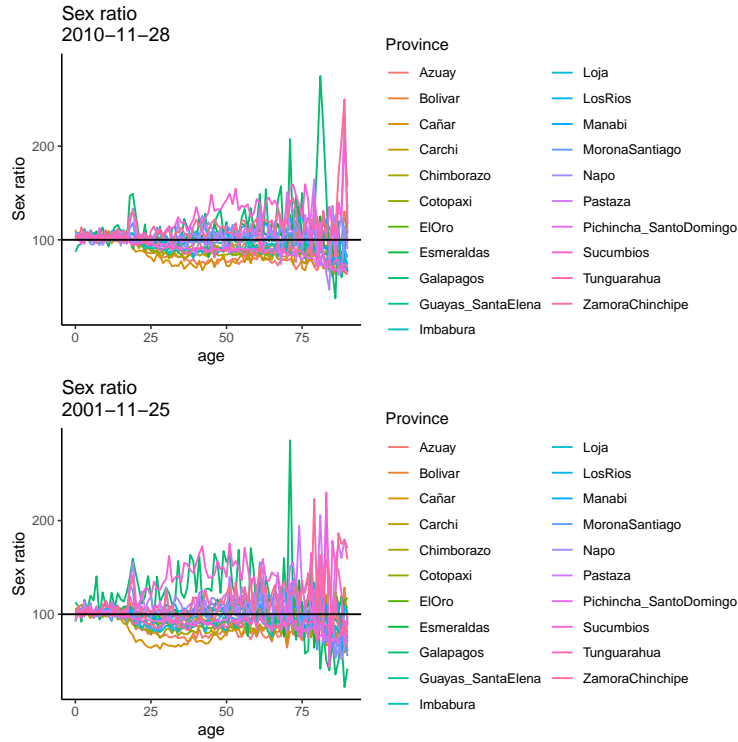 Sex ratio
2010−11−28
Sex ratio
200
100
0
25
50
75
age
Province
Azuay
Bolivar
Cañar
Carchi
Chimborazo
Cotopaxi
ElOro
Esmeraldas
Galapagos
Guayas_SantaElena
Imbabura
Loja
LosRios
Manabi
MoronaSantiago
Napo
Pastaza
Pichincha_SantoDomingo
Sucumbios
Tunguarahua
ZamoraChinchipe
Sex ratio
2001−11−25
Sex ratio
200
100
0
25
50
75
age
Province
Azuay
Bolivar
Cañar
Carchi
Chimborazo
Cotopaxi
ElOro
Esmeraldas
Galapagos
Guayas_SantaElena
Imbabura
Loja
LosRios
Manabi
MoronaSantiago
Napo
Pastaza
Pichincha_SantoDomingo
Sucumbios
Tunguarahua
ZamoraChinchipe